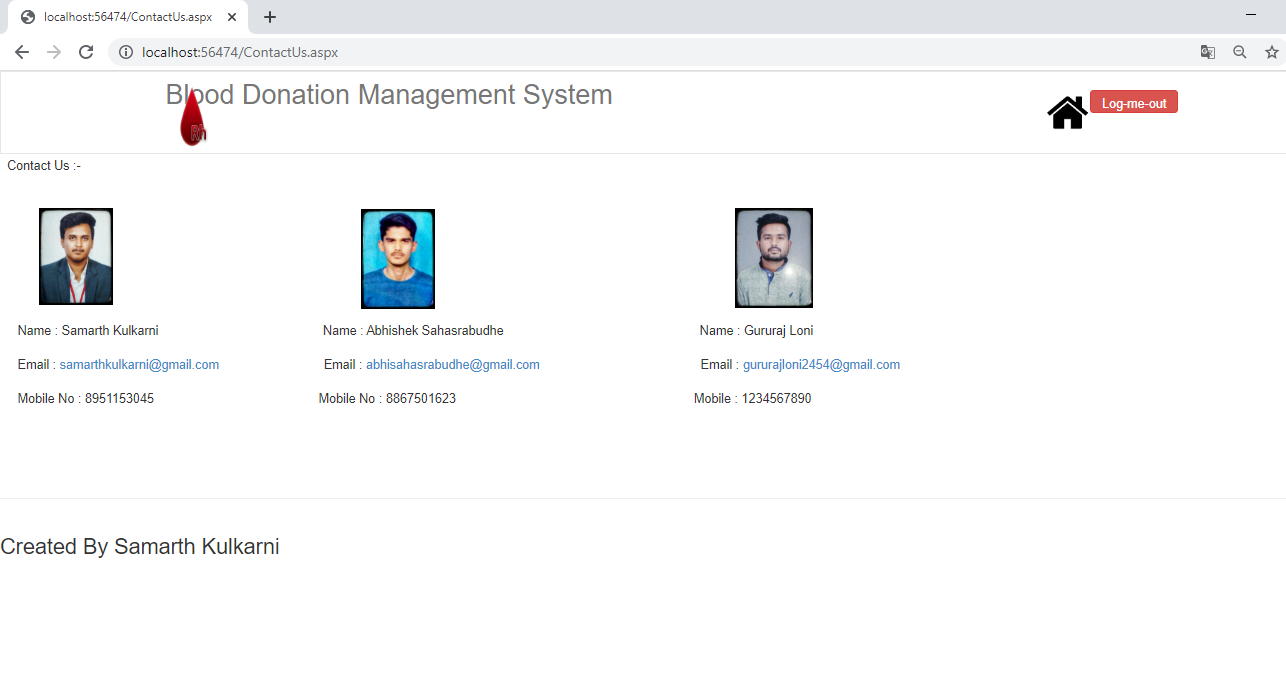 localhost:56474/ContactUs.aspx
localhost:56474/ContactUs.aspx
Blood Donation Management System
Rh
Log-me-out
Contact Us :-
Name : Samarth Kulkarni
Name : Abhishek Sahasrabudhe
Name : Gururaj Loni
Email : samarthkulkarni@gmail.com
Email : abhisahasrabudhe@gmail.com
Email : gururajloni2454@gmail.com
Mobile No : 8951153045
Mobile No : 8867501623
Mobile : 1234567890
Created By Samarth Kulkarni